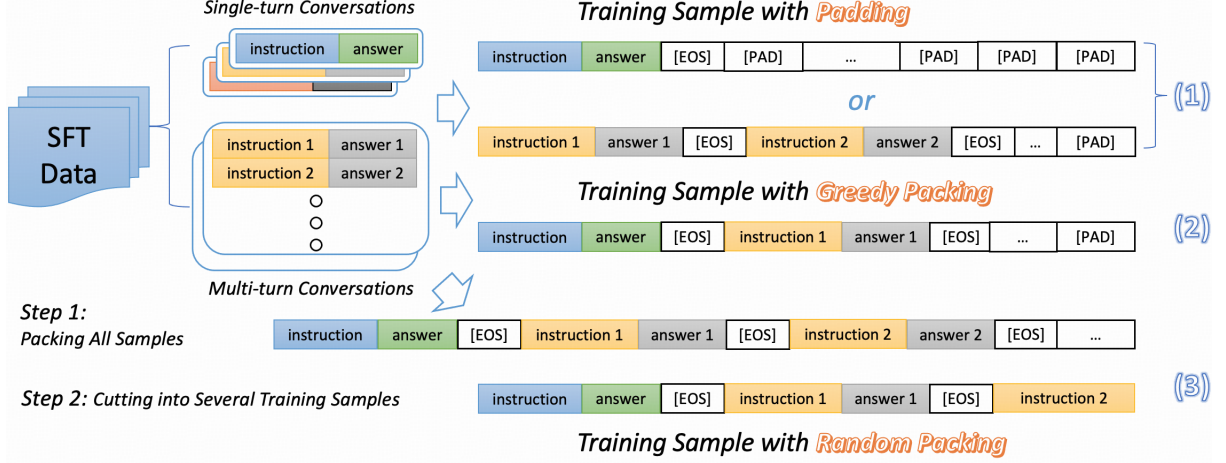 Single-turn Conversations
instruction answer
SFT
Data
instruction 1 answer 1
instruction 2 answer 2
Multi-turn Conversations
Training Sample with Padding
instruction answer [EOS] [PAD] ... [PAD] [PAD] [PAD]
or
(1)
instruction 1 answer 1 [EOS] instruction 2 answer 2 [EOS] ... [PAD]
Training Sample with Greedy Packing
instruction answer [EOS] instruction 1 answer 1 [EOS] ... [PAD]
(2)
Step 1:
Packing All Samples
instruction answer [EOS] instruction 1 answer 1 [EOS] instruction 2 answer 2 [EOS] ...
Step 2: Cutting into Several Training Samples
instruction answer [EOS] instruction 1 answer 1 [EOS] instruction 2
(3)
Training Sample with Random Packing